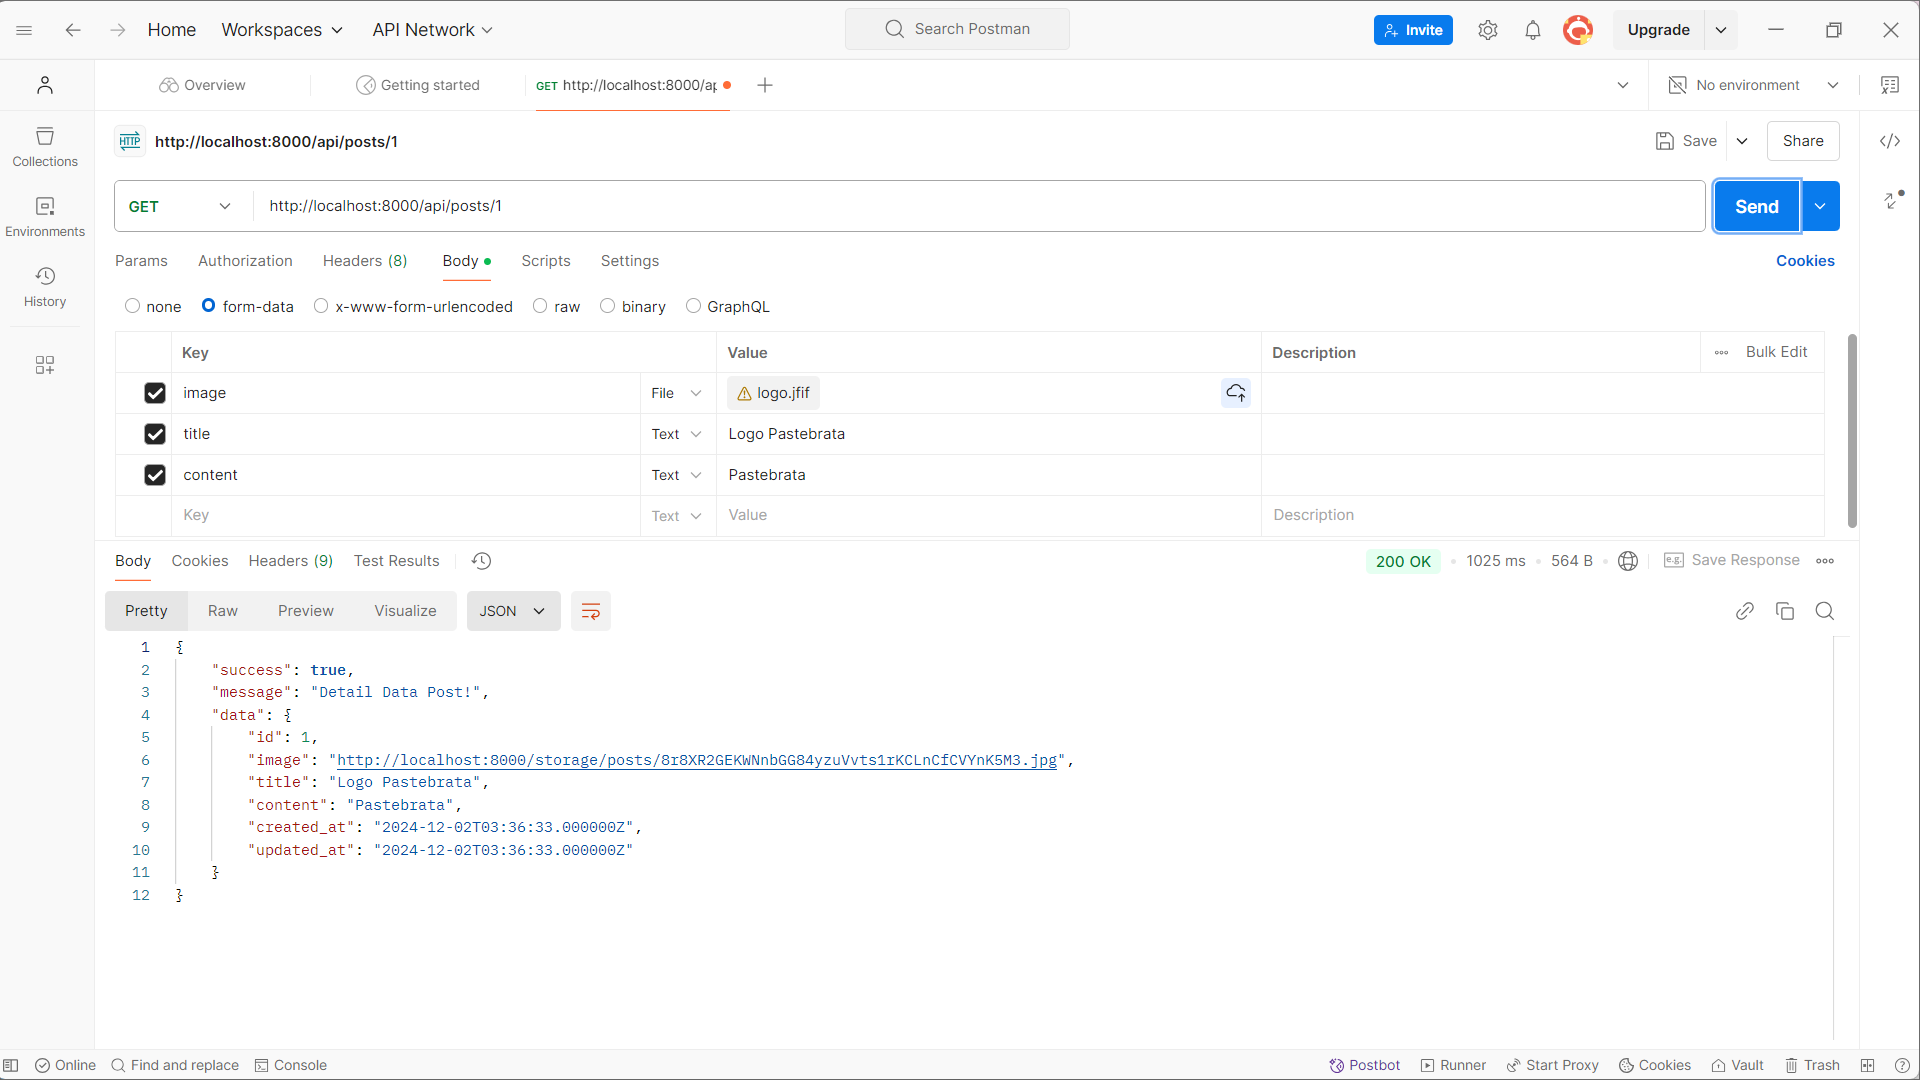 Home Workspaces API Network Search Postman Invite Upgrade
Overview Getting started GET http://localhost:8000/ap No environment
HTTP http://localhost:8000/api/posts/1 Save Share
Collections
Environments
History
GET http://localhost:8000/api/posts/1 Send
Params Authorization Headers (8) Body Scripts Settings Cookies
none form-data x-www-form-urlencoded raw binary GraphQL
Key Value Description Bulk Edit
image File logo.jfif
title Text Logo Pastebrata
content Text Pastebrata
Key Text Value Description
Body Cookies Headers (9) Test Results 200 OK 1025 ms 564 B e.g. Save Response
Pretty Raw Preview Visualize JSON
1 {
2 "success": true,
3 "message": "Detail Data Post!",
4 "data": {
5 "id": 1,
6 "image": "http://localhost:8000/storage/posts/8r8XR2GEKWNnbGG84yzuVvts1rKCLnCfCVYnK5M3.jpg",
7 "title": "Logo Pastebrata",
8 "content": "Pastebrata",
9 "created_at": "2024-12-02T03:36:33.000000Z",
10 "updated_at": "2024-12-02T03:36:33.000000Z"
11 }
12 }
Online Find and replace Console Postbot Runner Start Proxy Cookies Vault Trash